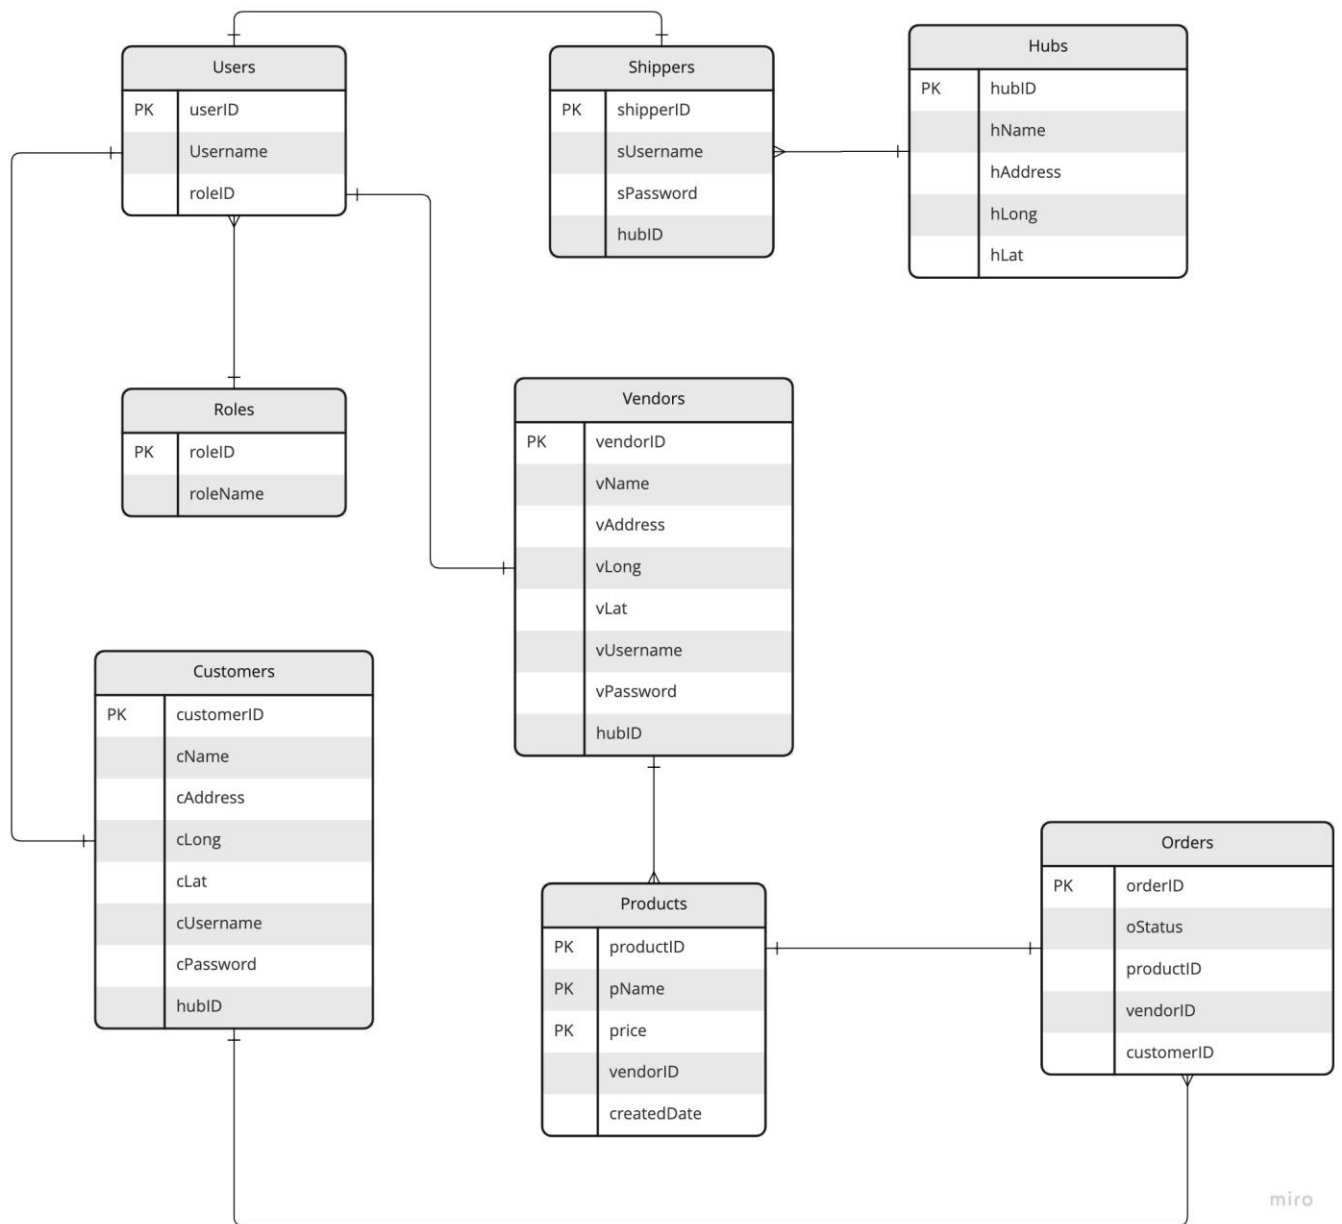 Users
PK userID
Username
roleID
Shippers
PK shipperID
sUsername
sPassword
hubID
Hubs
PK hubID
hName
hAddress
hLong
hLat
Roles
PK roleID
roleName
Vendors
PK vendorID
vName
vAddress
vLong
vLat
vUsername
vPassword
hubID
Customers
PK customerID
cName
cAddress
cLong
cLat
cUsername
cPassword
hubID
Products
PK productID
PK pName
PK price
vendorID
createdDate
Orders
PK orderID
oStatus
productID
vendorID
customerID
miro